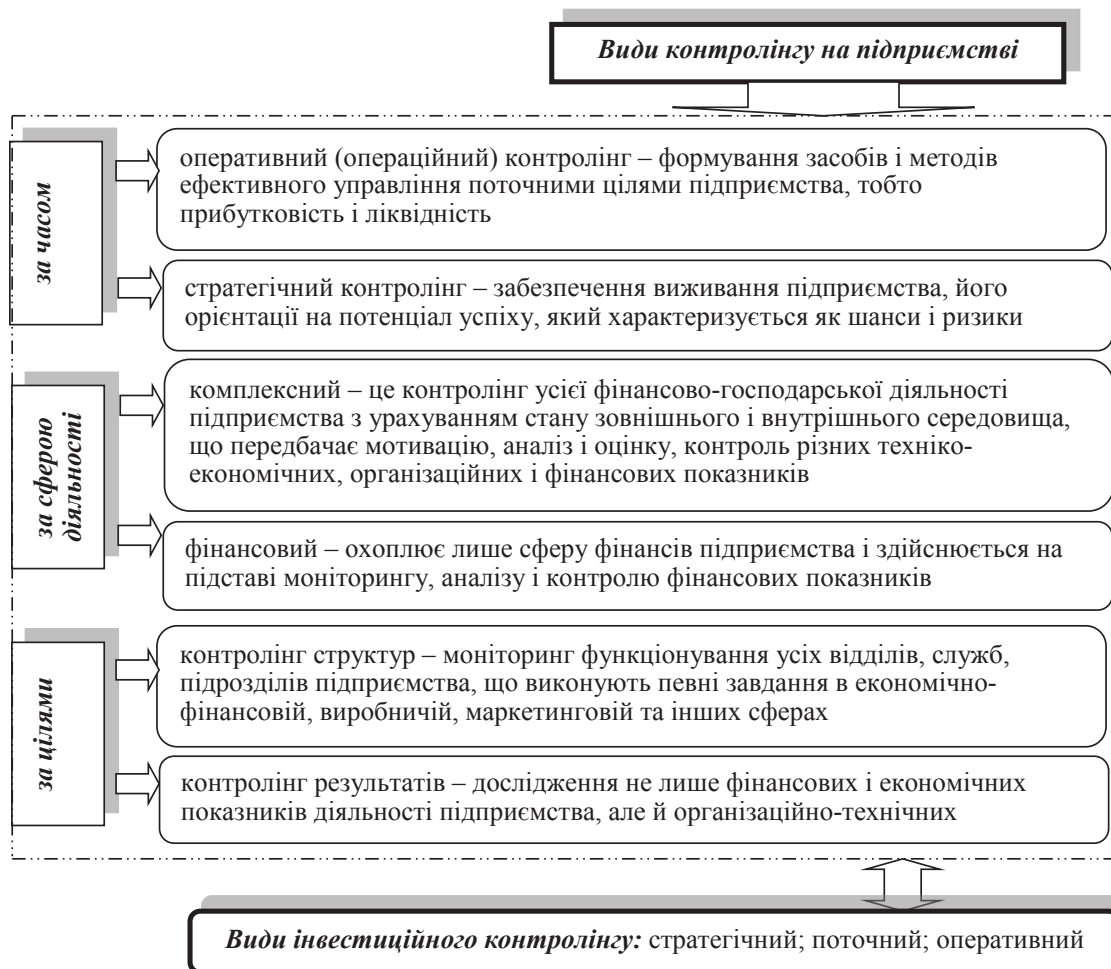 Види контролінгу на підприємстві
за часом
оперативний (операційний) контролінг – формування засобів і методів
ефективного управління поточними цілями підприємства, тобто
прибутковість і ліквідність
стратегічний контролінг – забезпечення виживання підприємства, його
орієнтації на потенціал успіху, який характеризується як шанси і ризики
за сферою
діяльності
комплексний – це контролінг усієї фінансово-господарської діяльності
підприємства з урахуванням стану зовнішнього і внутрішнього середовища,
що передбачає мотивацію, аналіз і оцінку, контроль різних техніко-
економічних, організаційних і фінансових показників
фінансовий – охоплює лише сферу фінансів підприємства і здійснюється на
підставі моніторингу, аналізу і контролю фінансових показників
за цілями
контролінг структур – моніторинг функціонування усіх відділів, служб,
підрозділів підприємства, що виконують певні завдання в економічно-
фінансовій, виробничій, маркетинговій та інших сферах
контролінг результатів – дослідження не лише фінансових і економічних
показників діяльності підприємства, але й організаційно-технічних
Види інвестиційного контролінгу: стратегічний; поточний; оперативний